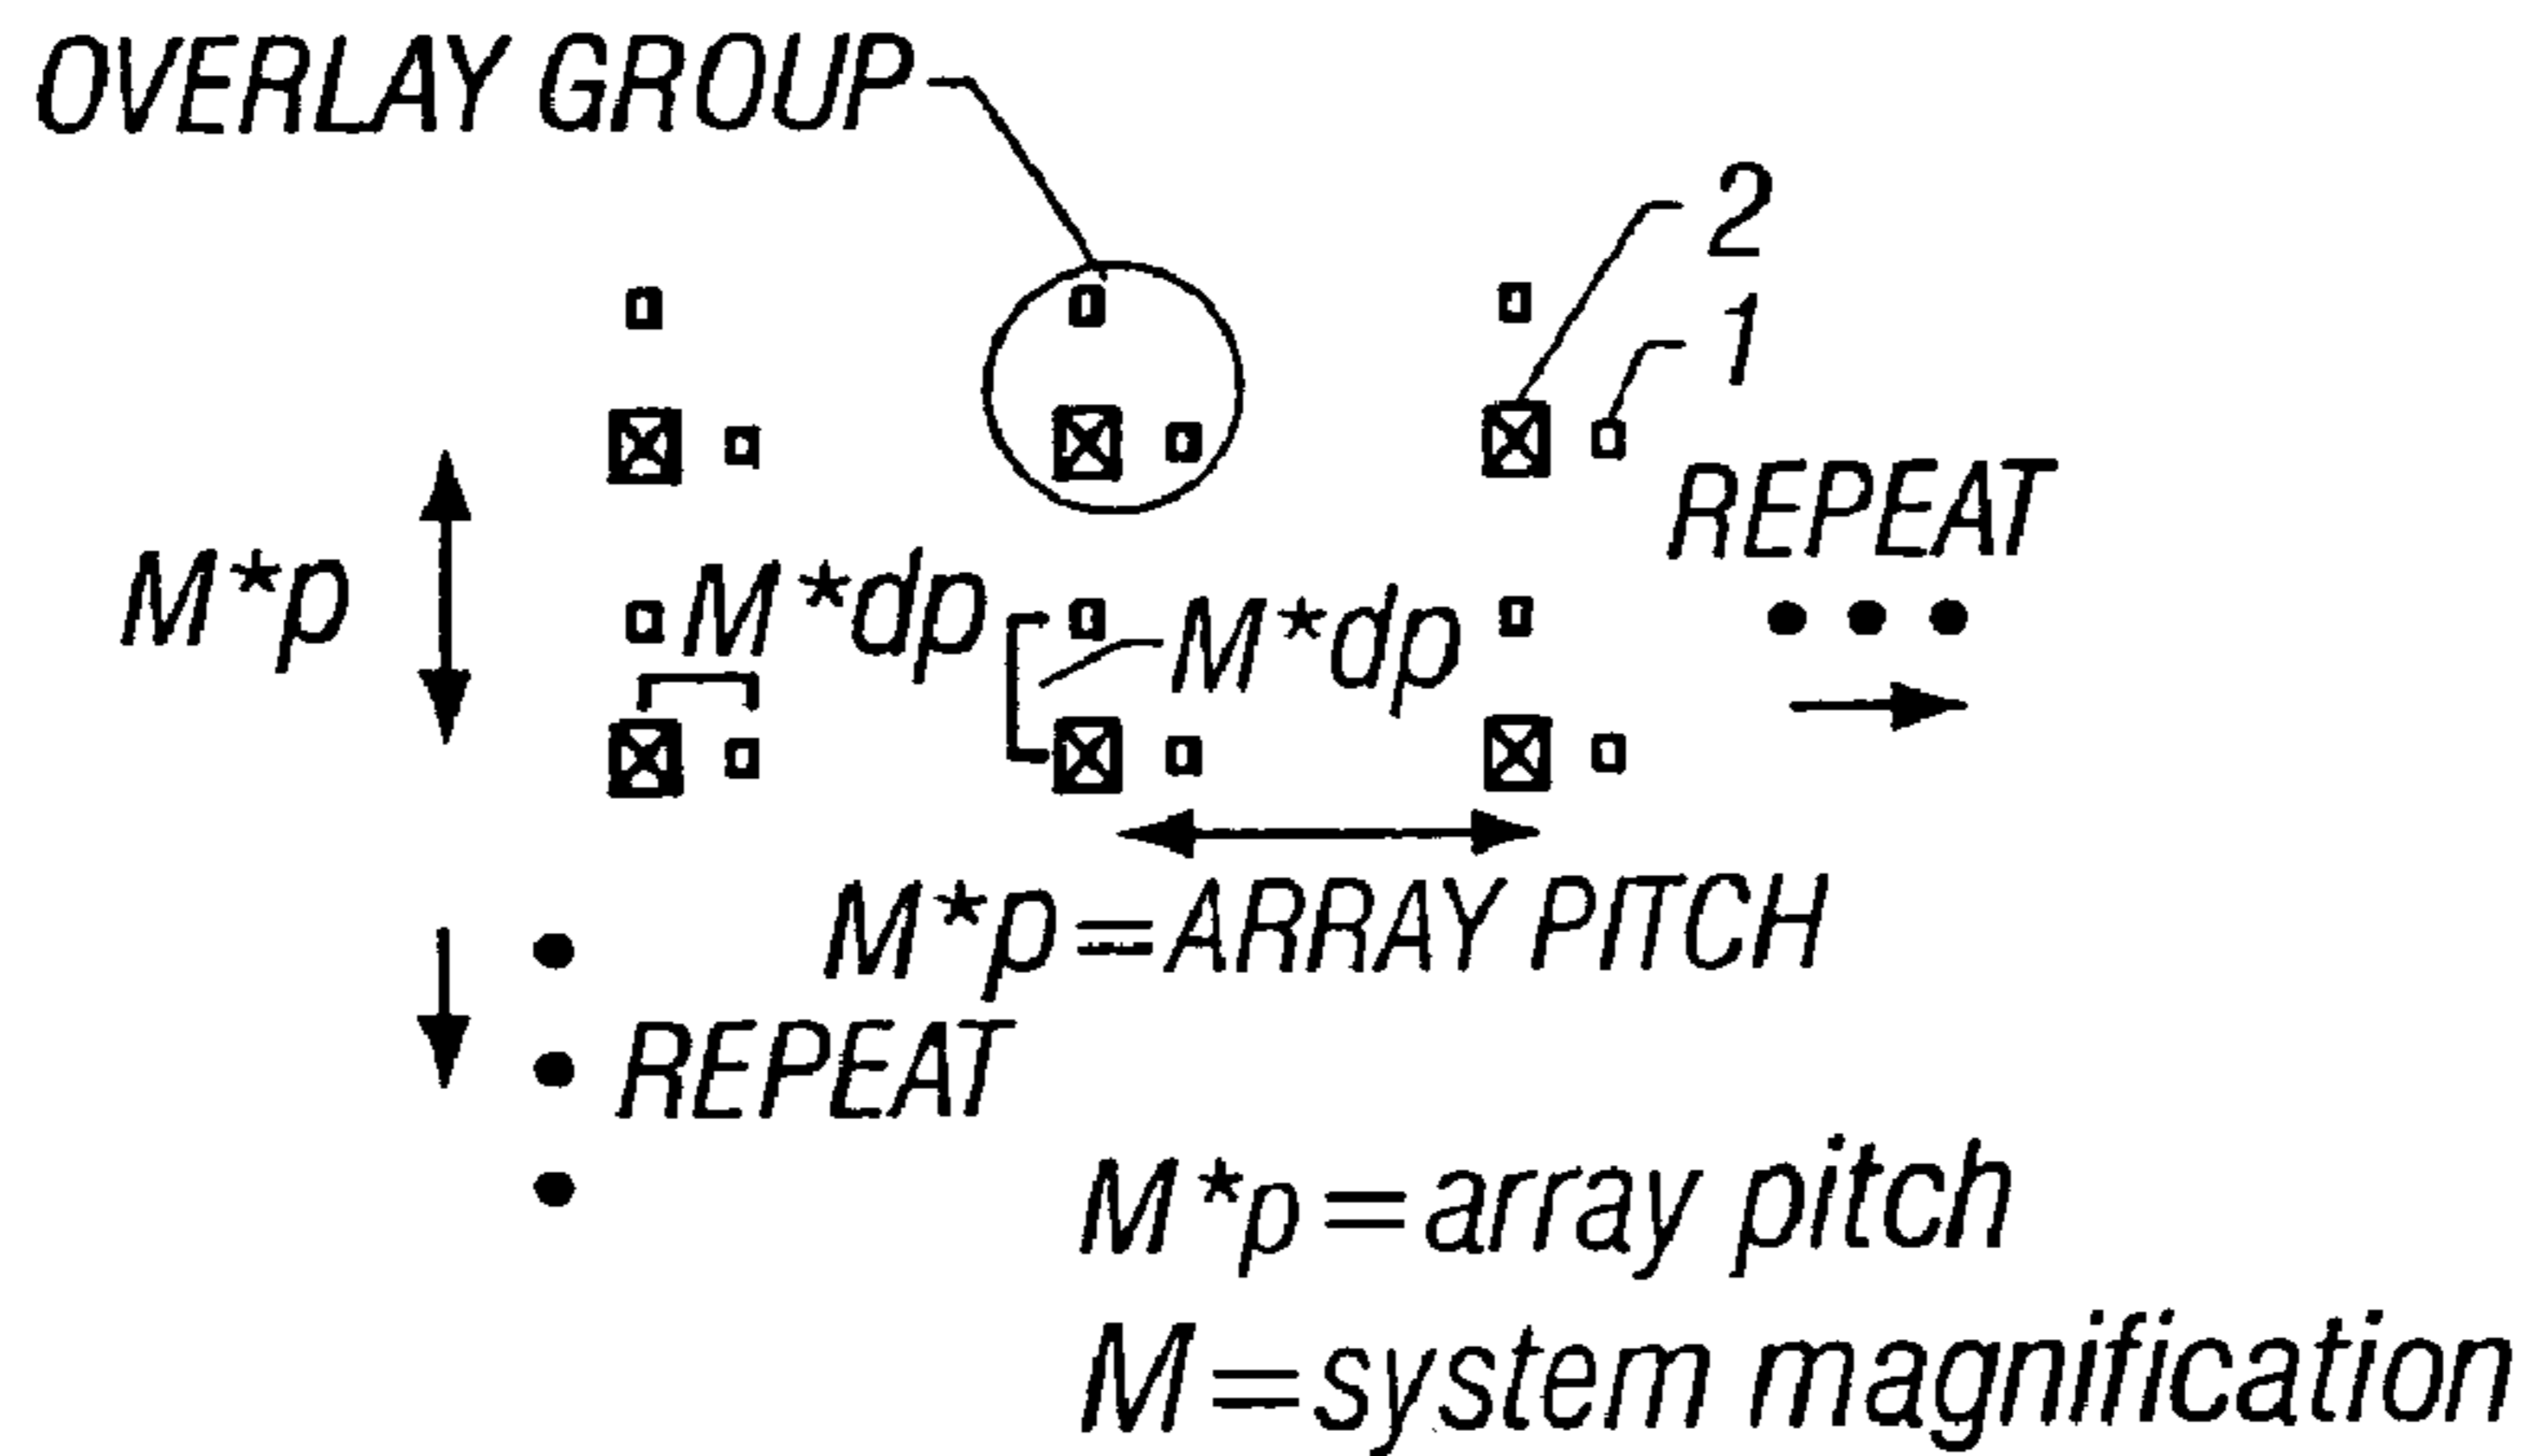 OVERLAY GROUP
2
1
REPEAT
M*p
M*dp
M*dp
M*p=ARRAY PITCH
REPEAT
M*p=array pitch
M=system magnification